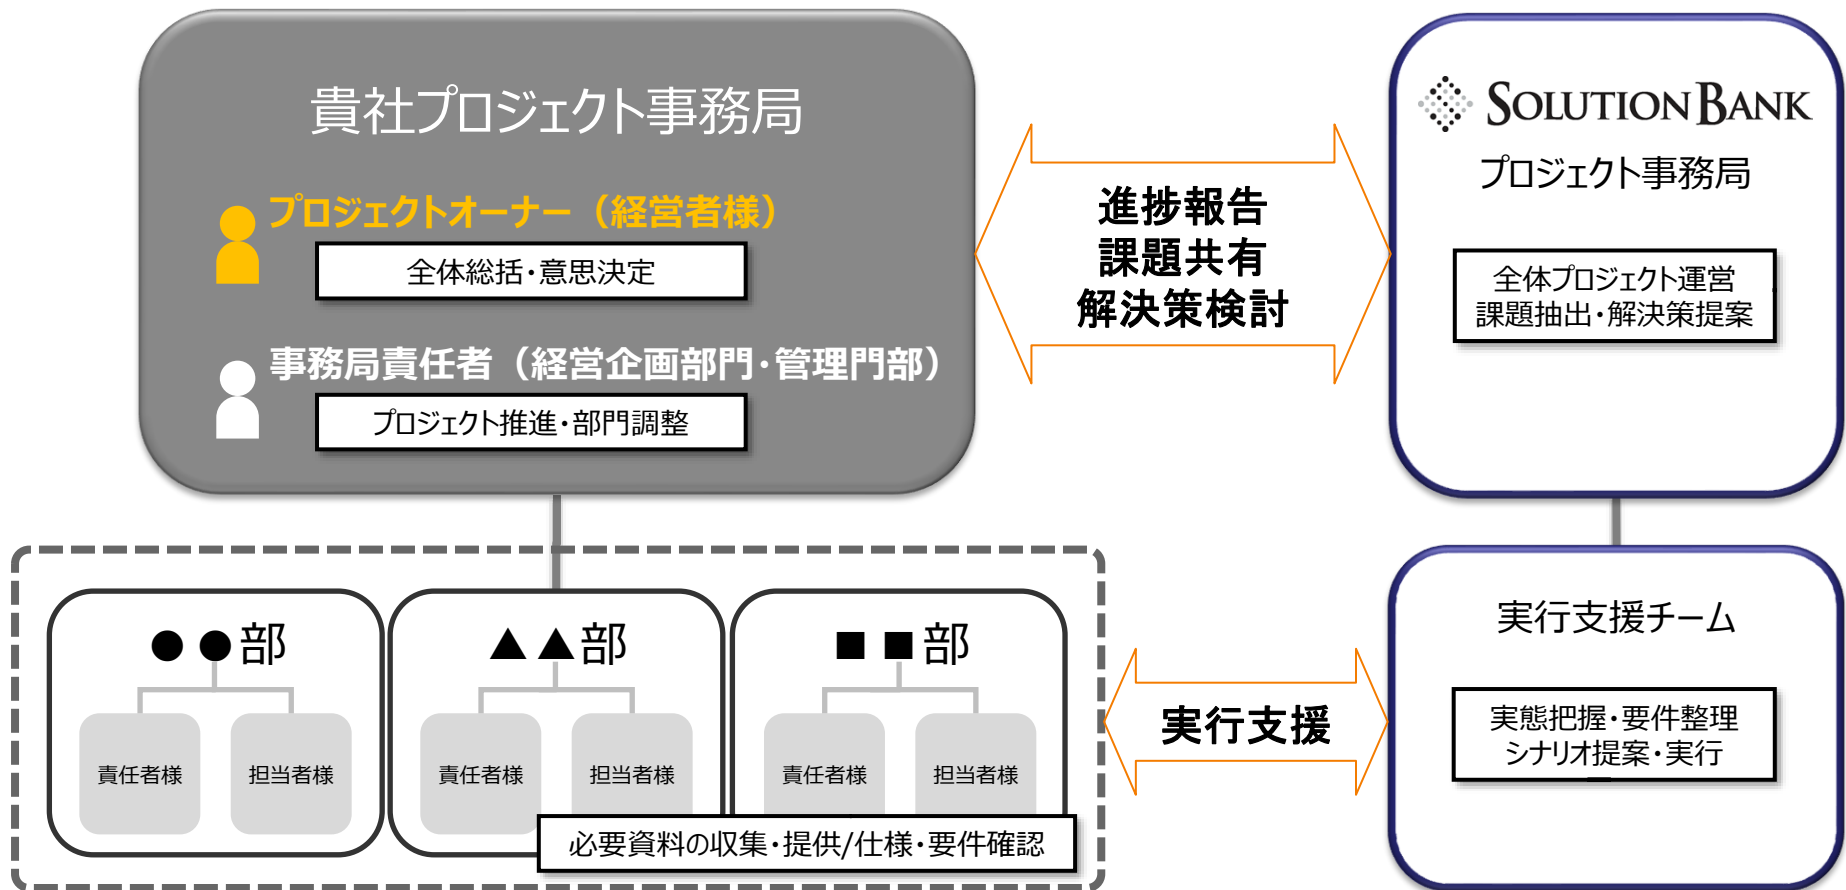 貴社プロジェクト事務局
プロジェクトオーナー（経営者様）
全体総括・意思決定
事務局責任者（経営企画部門・管理門部）
プロジェクト推進・部門調整
進捗報告
課題共有
解決策検討
SOLUTION BANK
プロジェクト事務局
全体プロジェクト運営
課題抽出・解決策提案
●●部
責任者様
担当者様
▲▲部
責任者様
担当者様
■■部
責任者様
担当者様
必要資料の収集・提供/仕様・要件確認
実行支援
実行支援チーム
実態把握・要件整理
シナリオ提案・実行